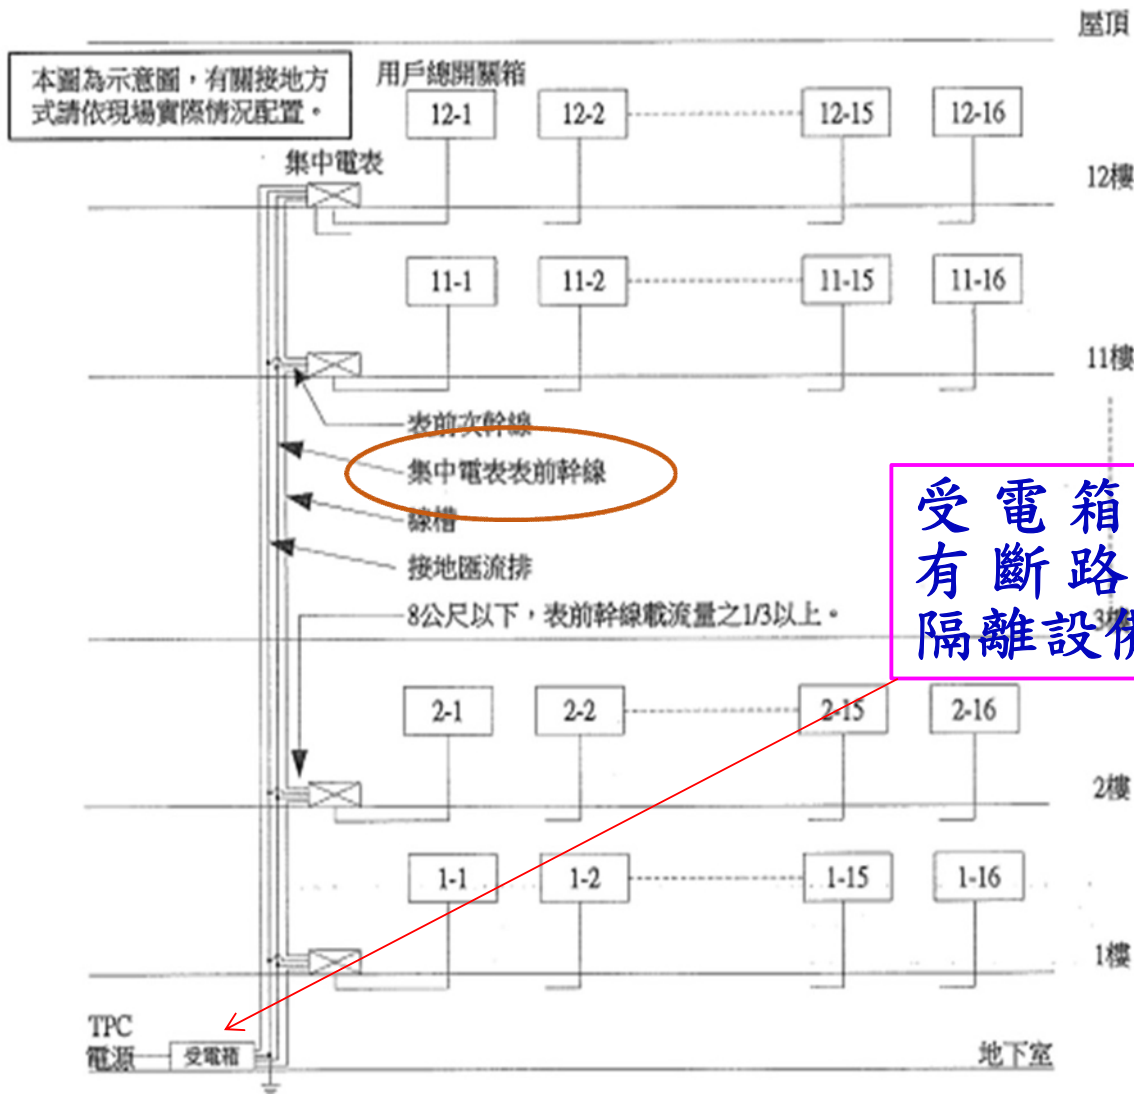 屋頂
本圖為示意圖，有關接地方
式請依現場實際情況配置。
用戶總開關箱
12-1
12-2
12-15
12-16
集中電表
12樓
11-1
11-2
11-15
11-16
11樓
表前次幹線
集中電表表前幹線
線槽
接地匯流排
8公尺以下，表前幹線載流量之1/3以上。
受電箱
有斷路
隔離設備
3樓
2-1
2-2
2-15
2-16
2樓
1-1
1-2
1-15
1-16
1樓
TPC
電源
受電箱
地下室